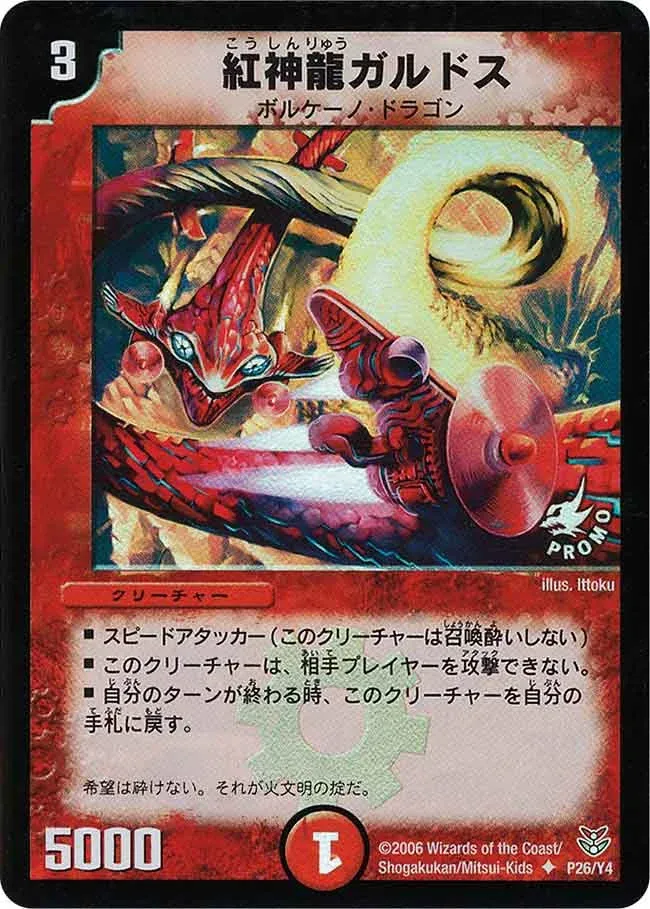 3
こうしんりゅう
紅神龍ガルドス
ボルケーノ・ドラゴン
PROMO
illus. Ittoku
クリーチャー
■ スピードアタッカー(このクリーチャーは召喚酔いしない)
■ このクリーチャーは、相手プレイヤーを攻撃できない。
■ 自分のターンが終わる時、このクリーチャーを自分の
手札に戻す。
希望は砕けない。それが火文明の掟だ。
5000
1
©2006 Wizards of the Coast/
Shogakukan/Mitsui-Kids
P26/Y4